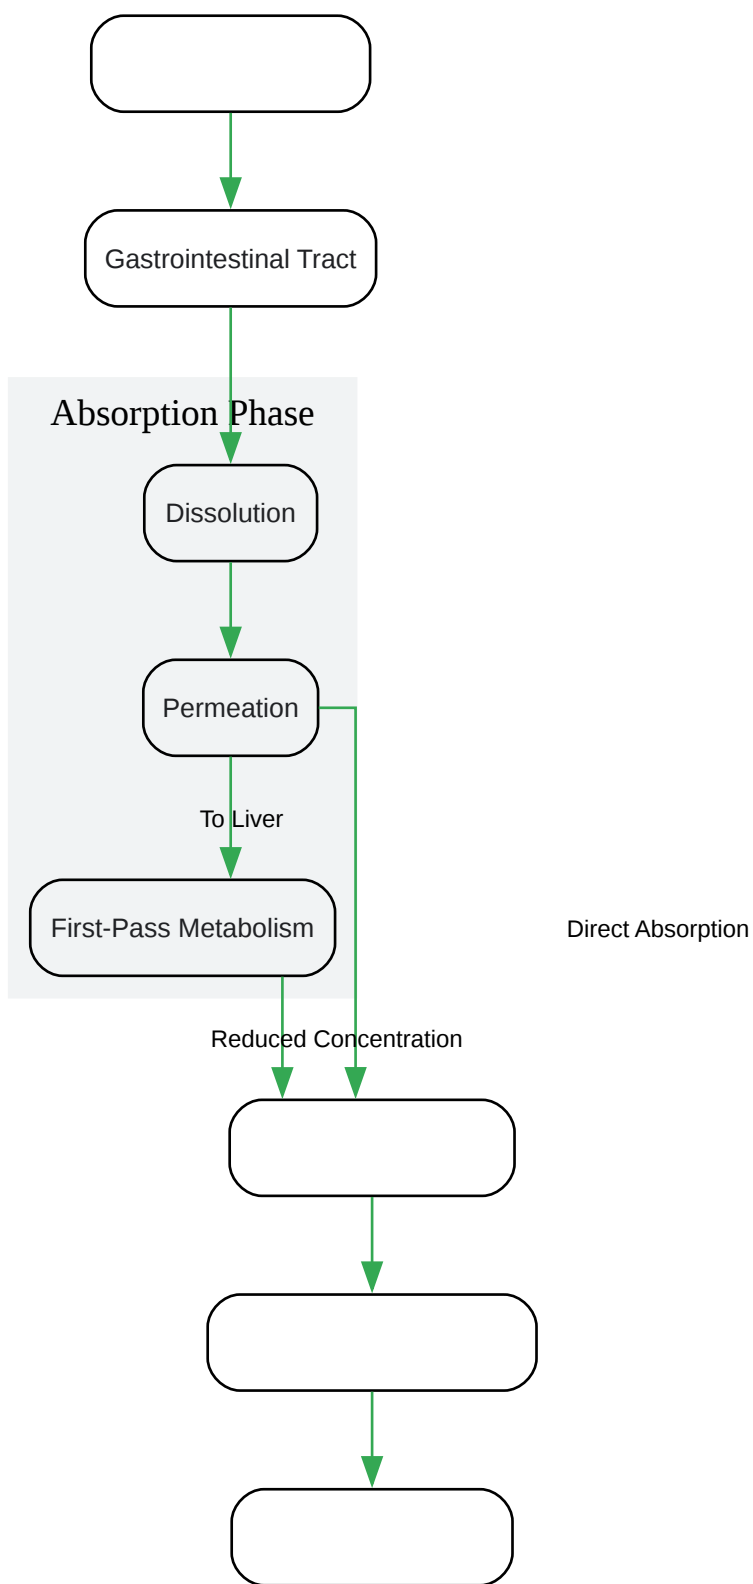 Gastrointestinal Tract
Absorption Phase
Dissolution
Permeation
To Liver
First-Pass Metabolism
Direct Absorption
Reduced Concentration